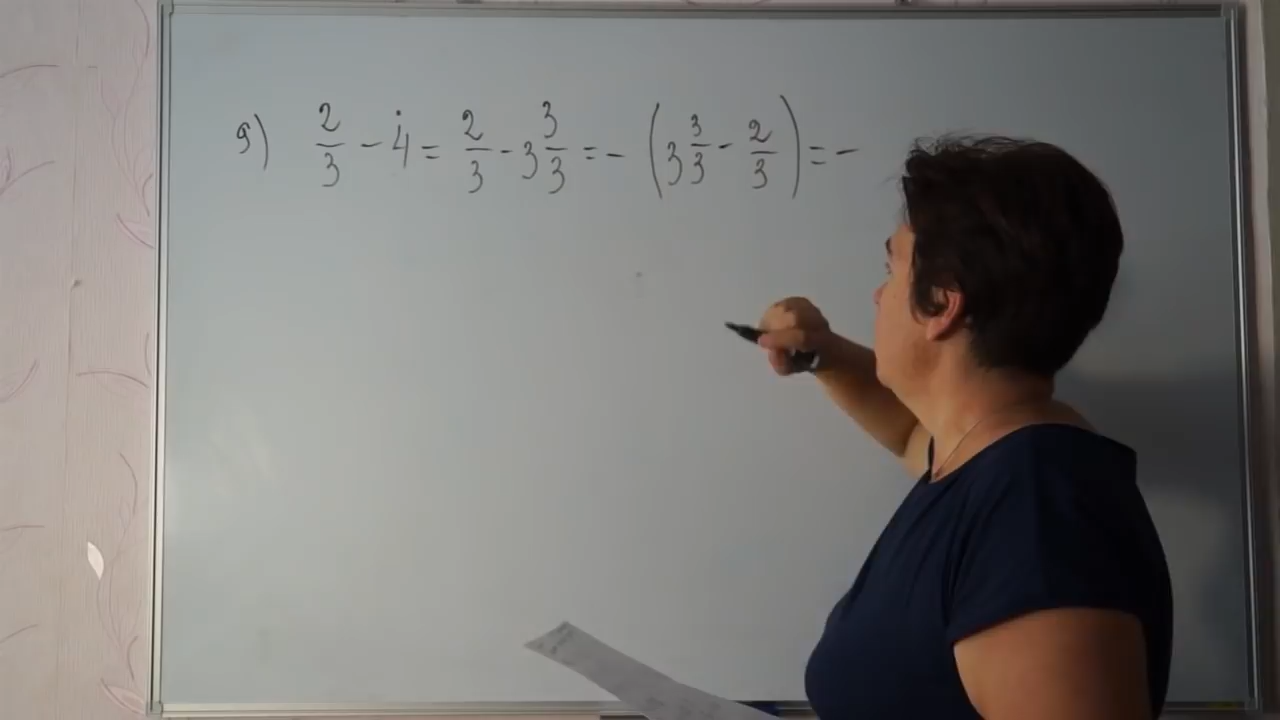 9) 2/3 - 4 = 2/3 - 3 3/3 = - (3 3/3 - 2/3) = -